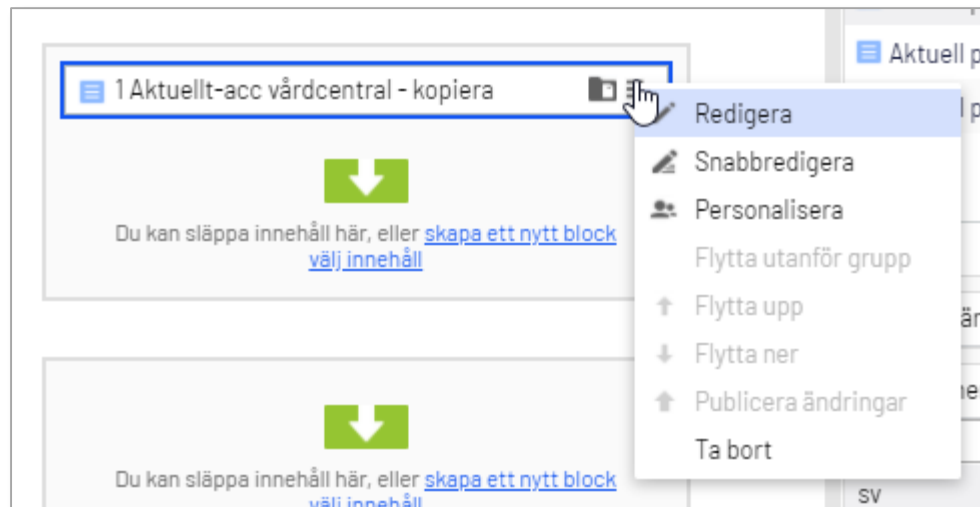 1 Aktuellt-acc vårdcentral - kopiera
Du kan släppa innehåll här, eller skapa ett nytt block
välj innehåll
Du kan släppa innehåll här, eller skapa ett nytt block
välj innehåll
Redigera
Snabbredigera
Personalisera
Flytta utanför grupp
Flytta upp
Flytta ner
Publicera ändringar
Ta bort
Aktuell
sv